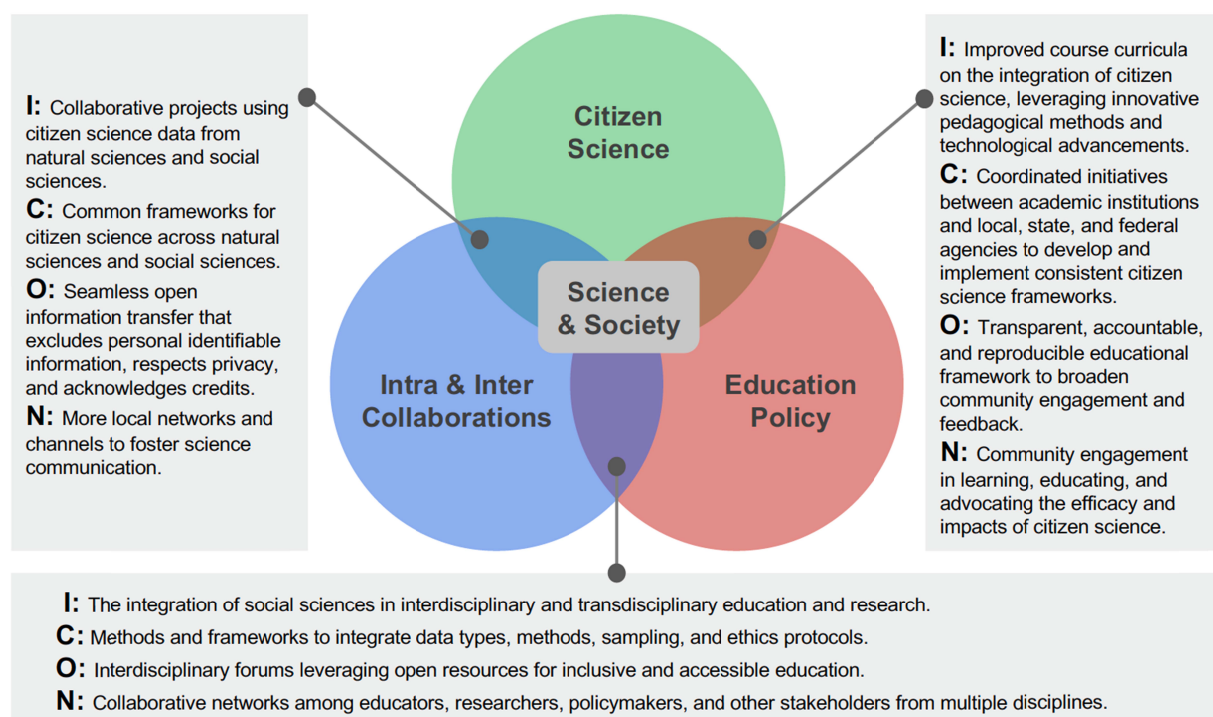 I: Collaborative projects using
citizen science data from
natural sciences and social
sciences.
C: Common frameworks for
citizen science across natural
sciences and social sciences.
O: Seamless open
information transfer that
excludes personal identifiable
information, respects privacy,
and acknowledges credits.
N: More local networks and
channels to foster science
communication.
Citizen
Science
Science
& Society
Intra & Inter
Collaborations
Education
Policy
I: Improved course curricula
on the integration of citizen
science, leveraging innovative
pedagogical methods and
technological advancements.
C: Coordinated initiatives
between academic institutions
and local, state, and federal
agencies to develop and
implement consistent citizen
science frameworks.
O: Transparent, accountable,
and reproducible educational
framework to broaden
community engagement and
feedback.
N: Community engagement
in learning, educating, and
advocating the efficacy and
impacts of citizen science.
I: The integration of social sciences in interdisciplinary and transdisciplinary education and research.
C: Methods and frameworks to integrate data types, methods, sampling, and ethics protocols.
O: Interdisciplinary forums leveraging open resources for inclusive and accessible education.
N: Collaborative networks among educators, researchers, policymakers, and other stakeholders from multiple disciplines.